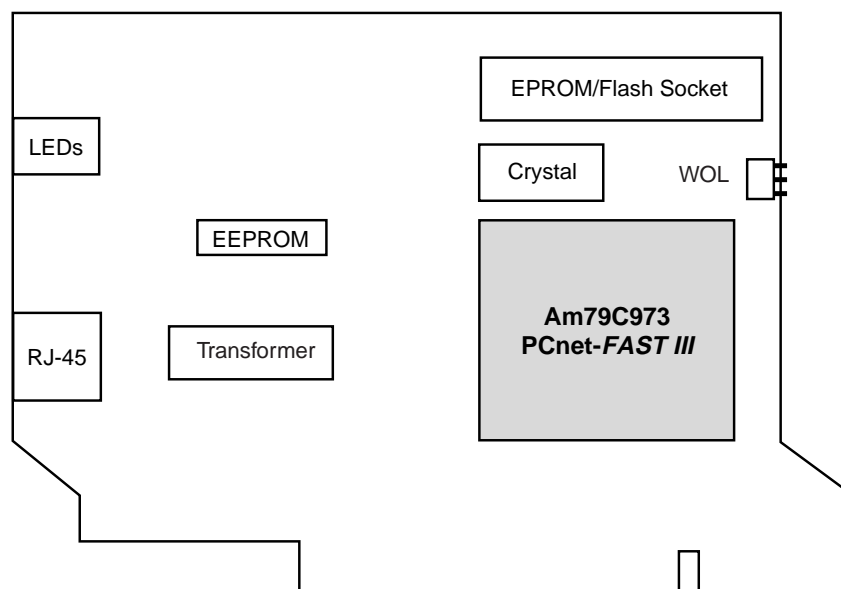 EPROM/Flash Socket
LEDs
Crystal
WOL
EEPROM
Am79C973
PCnet-FAST III
RJ-45
Transformer